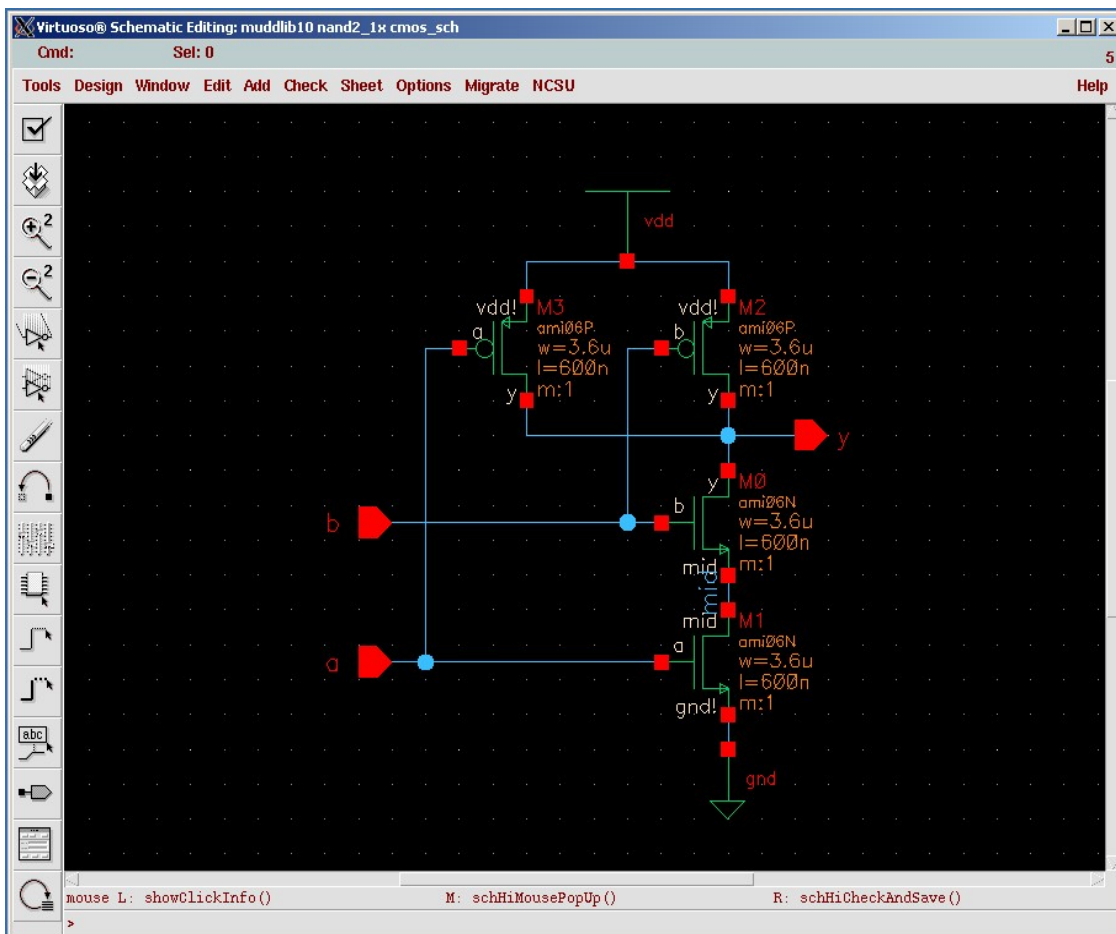 Virtuoso® Schematic Editing: muddlib10 nand2_1x cmos_sch
Cmd: Sel: 0 5
Tools Design Window Edit Add Check Sheet Options Migrate NCSU Help
2
2
abc
vdd
vdd! M3
a ami06P
w=3.6u
l=600n
y m:1
vdd! M2
b ami06P
w=3.6u
l=600n
y m:1
y
y M0
b ami06N
w=3.6u
l=600n
mid m:1
b
mid
mid M1
a ami06N
w=3.6u
l=600n
gnd! m:1
a
gnd
mouse L: showClickInfo() M: schHiMousePopUp() R: schHiCheckAndSave()
>